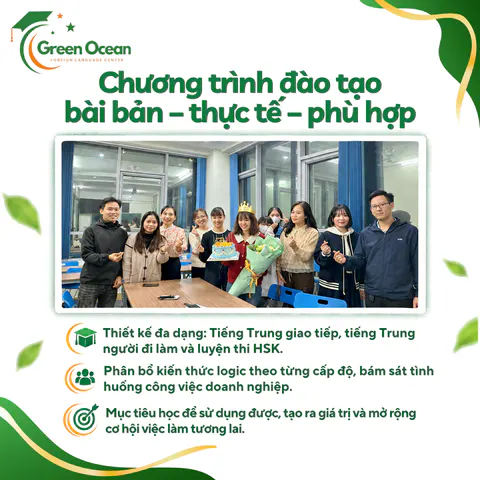 Green Ocean
FOREIGN LANGUAGE CENTER
Chương trình đào tạo
bài bản – thực tế – phù hợp
Thiết kế đa dạng: Tiếng Trung giao tiếp, tiếng Trung
người đi làm và luyện thi HSK.
Phân bổ kiến thức logic theo từng cấp độ, bám sát tình
huống công việc doanh nghiệp.
Mục tiêu học để sử dụng được, tạo ra giá trị và mở rộng
cơ hội việc làm tương lai.